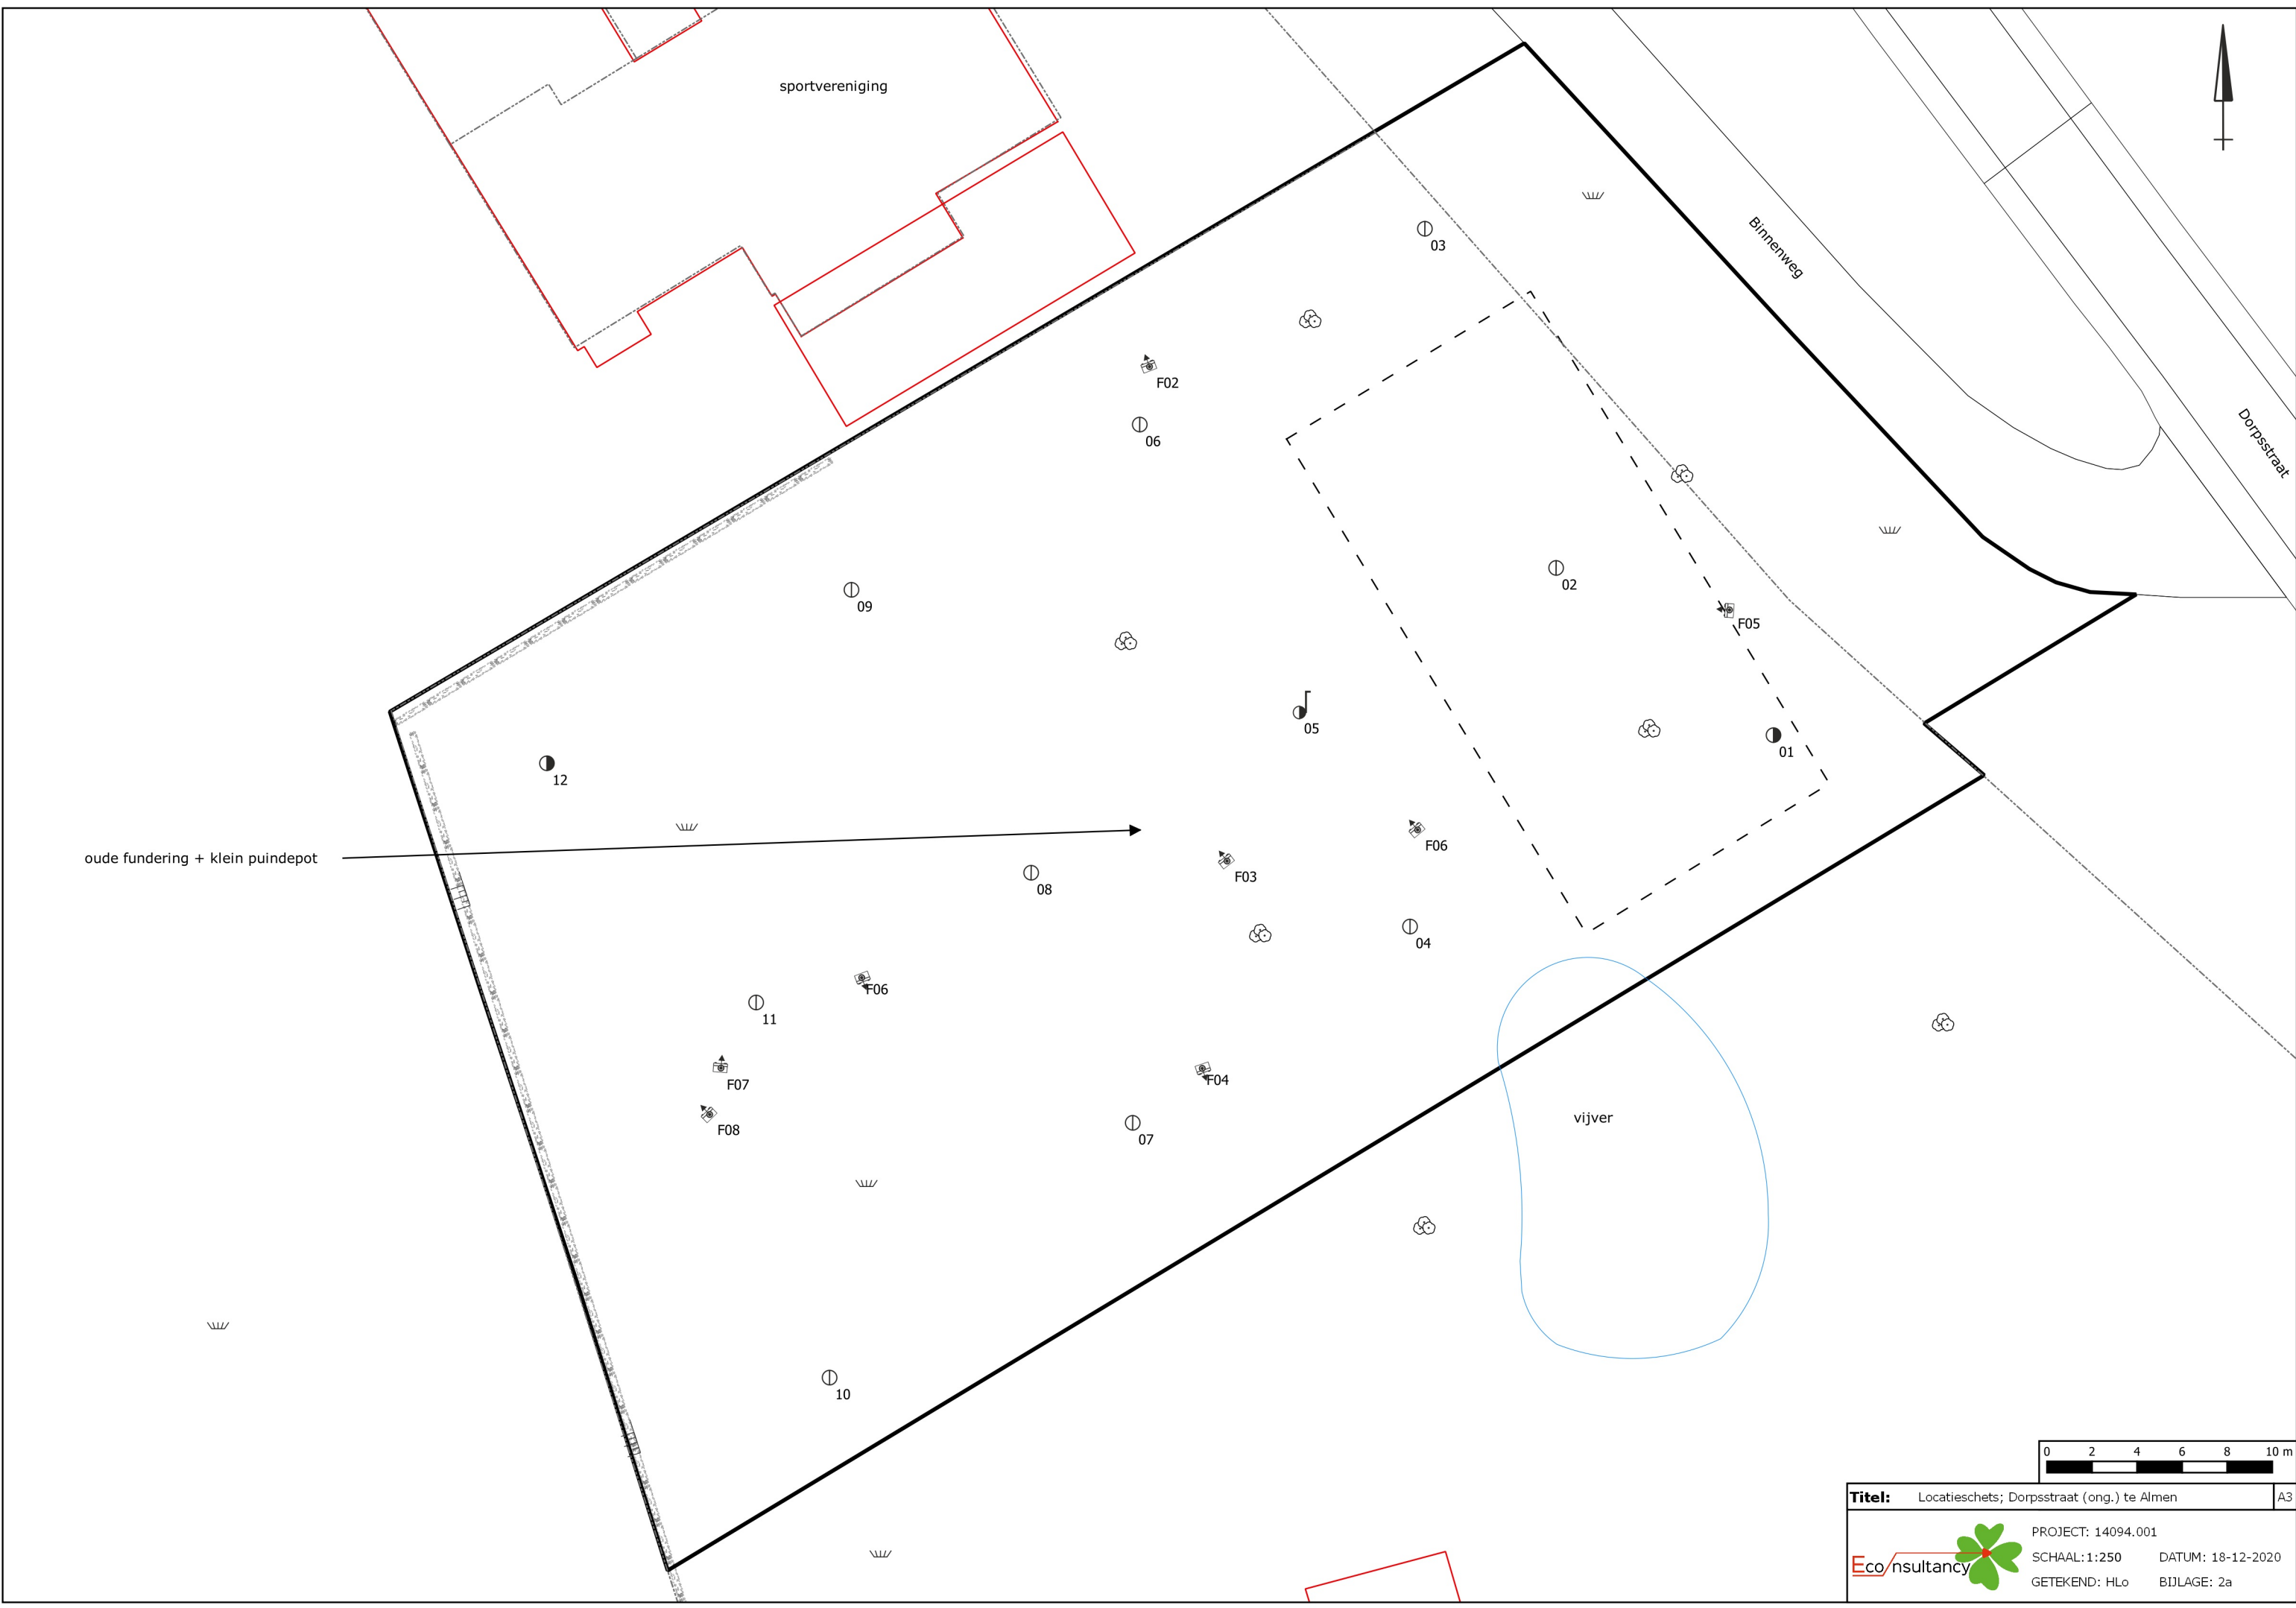 sportvereniging
03
Binnenweg
F02
06
Dorpsstraat
02
09
F05
05
01
12
F06
oude fundering + klein puindepot
F03
08
04
F06
11
F04
F07
vijver
F08
07
10
0 2 4 6 8 10 m
Titel: Locatieschets; Dorpsstraat (ong.) te Almen A3
PROJECT: 14094.001
Econsultancy
SCHAAL:1:250 DATUM: 18-12-2020
GETEKEND: HLo BIJLAGE: 2a